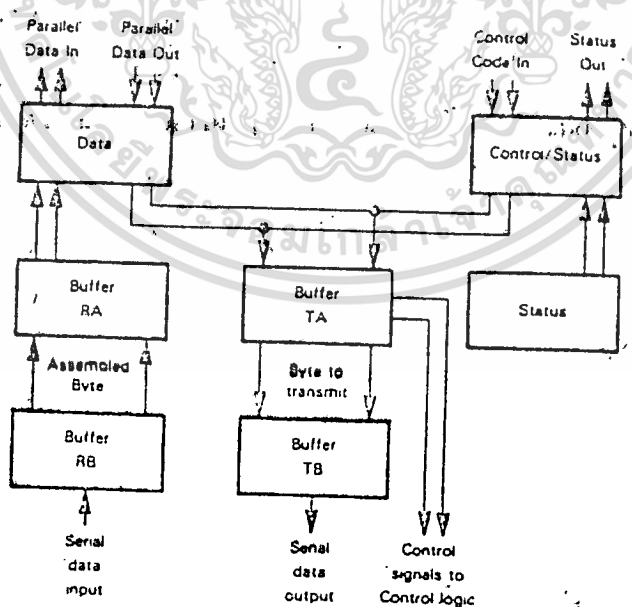 Parallel
Data In
Parallel
Data Out
Control
Code In
Status
Out
Data
Control/Status
Buffer
RA
Buffer
TA
Status
Assembled
Byte
Byte to
transmit
Buffer
RB
Buffer
TB
Serial
data
input
Serial
data
output
Control
signals to
Control logic